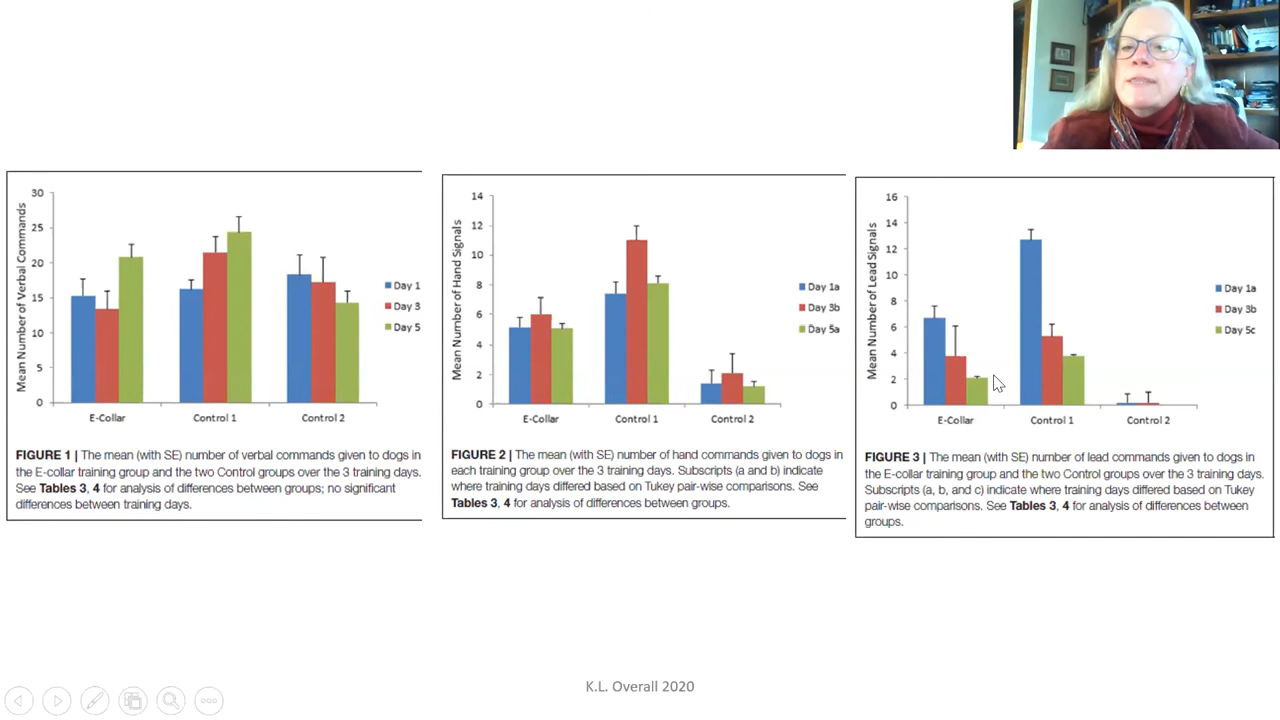 Mean Number of Verbal Commands
30
25
20
15
10
5
0
E-Collar
Control 1
Control 2
Day 1
Day 3
Day 5
FIGURE 1 | The mean (with SE) number of verbal commands given to dogs in
the E-collar training group and the two Control groups over the 3 training days.
See Tables 3, 4 for analysis of differences between groups; no significant
differences between training days.
Mean Number of Hand Signals
14
12
10
8
6
4
2
0
E-Collar
Control 1
Control 2
Day 1a
Day 3b
Day 5a
FIGURE 2 | The mean (with SE) number of hand commands given to dogs in
each training group over the 3 training days. Subscripts (a and b) indicate
where training days differed based on Tukey pair-wise comparisons. See
Tables 3, 4 for analysis of differences between groups.
Mean Number of Lead Signals
16
14
12
10
8
6
4
2
0
E-Collar
Control 1
Control 2
Day 1a
Day 3b
Day 5c
FIGURE 3 | The mean (with SE) number of lead commands given to dogs in
the E-collar training group and the two Control groups over the 3 training days.
Subscripts (a, b, and c) indicate where training days differed based on Tukey
pair-wise comparisons. See Tables 3, 4 for analysis of differences between
groups.
K.L. Overall 2020